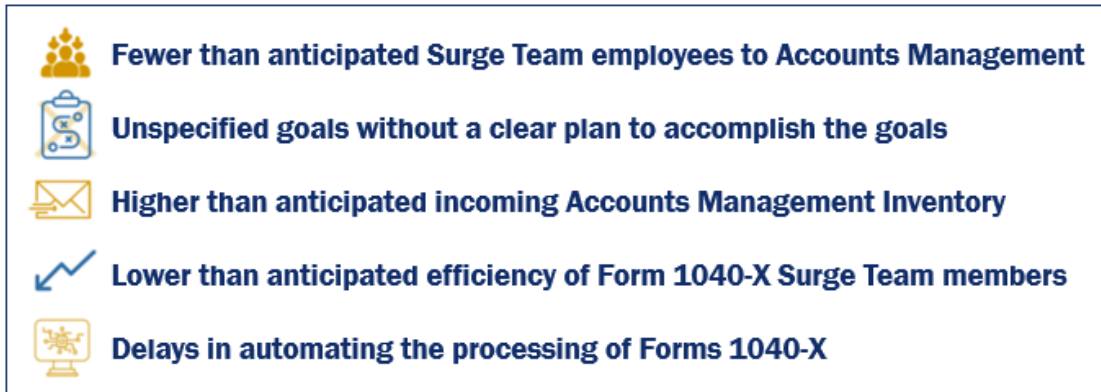 Fewer than anticipated Surge Team employees to Accounts Management
Unspecified goals without a clear plan to accomplish the goals
Higher than anticipated incoming Accounts Management Inventory
Lower than anticipated efficiency of Form 1040-X Surge Team members
Delays in automating the processing of Forms 1040-X